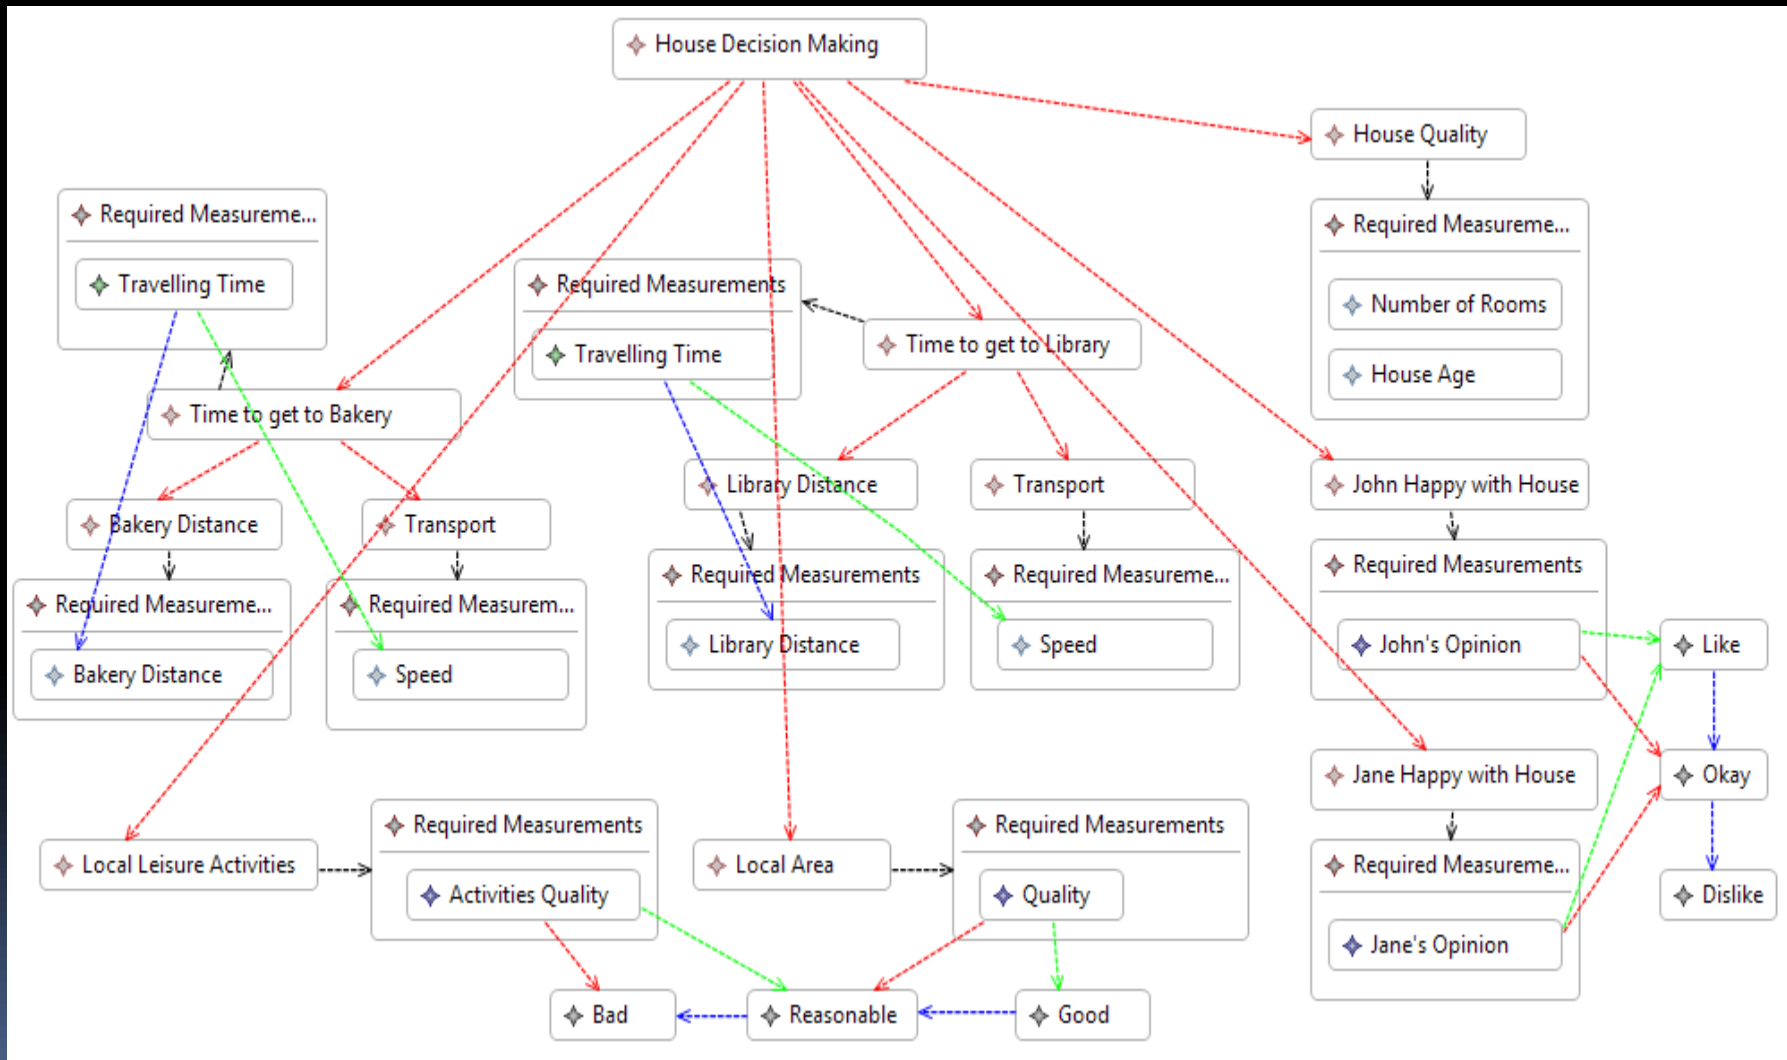 House Decision Making
House Quality
Required Measureme...
Number of Rooms
House Age
Required Measureme...
Travelling Time
Required Measurements
Travelling Time
Time to get to Library
Time to get to Bakery
Library Distance
Transport
John Happy with House
Bakery Distance
Transport
Required Measurements
Required Measureme...
Required Measurements
Required Measureme...
Required Measurem...
Library Distance
Speed
John's Opinion
Like
Bakery Distance
Speed
Jane Happy with House
Okay
Required Measurements
Required Measurements
Local Leisure Activities
Local Area
Required Measureme...
Activities Quality
Quality
Dislike
Jane's Opinion
Bad
Reasonable
Good